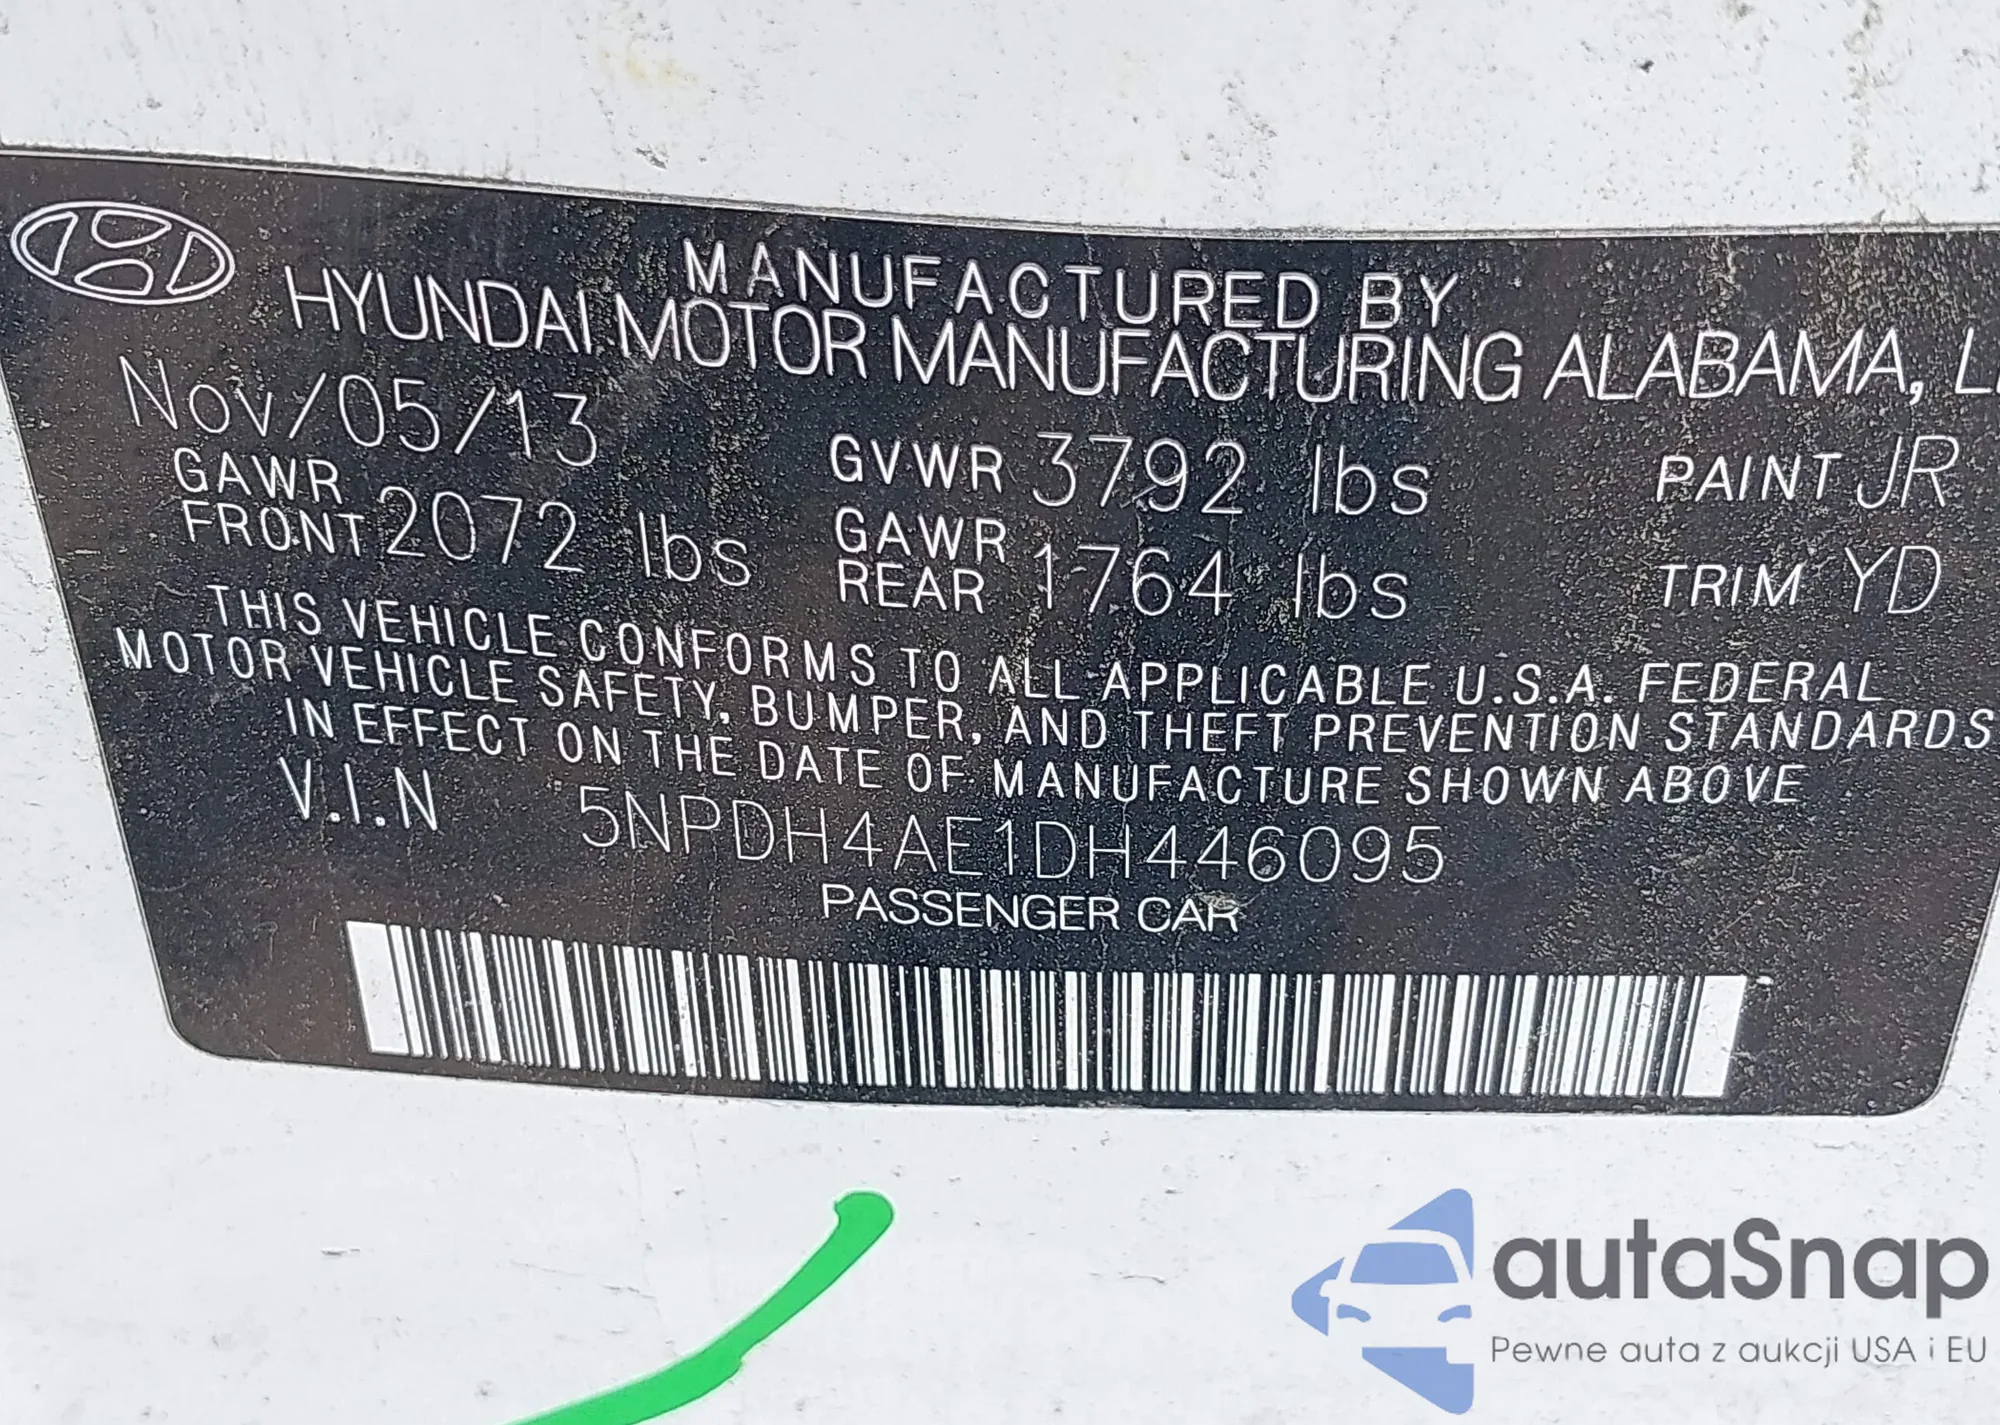 MANUFACTURED BY
HYUNDAI MOTOR MANUFACTURING ALABAMA,
Nov/05/13
GVWR 3792 lbs
PAINT JR
GAWR FRONT 2072 lbs
GAWR REAR 1764 lbs
TRIM YD
THIS VEHICLE CONFORMS TO ALL APPLICABLE U.S.A. FEDERAL
MOTOR VEHICLE SAFETY, BUMPER, AND THEFT PREVENTION STANDARDS
IN EFFECT ON THE DATE OF MANUFACTURE SHOWN ABOVE
V.I.N 5NPDH4AE1DH446095
PASSENGER CAR
autaSnap
Pewne auta z aukcji USA i EU